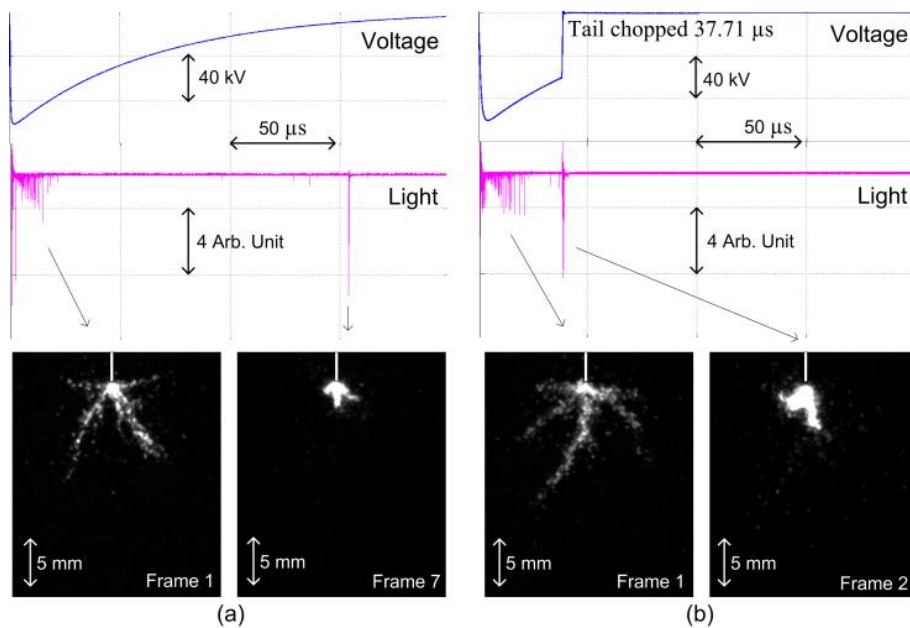 Voltage
40 kV
50 µs
Light
4 Arb. Unit
Frame 1
5 mm
Frame 7
5 mm
(a)
Tail chopped 37.71 µs
Voltage
40 kV
50 µs
Light
4 Arb. Unit
Frame 1
5 mm
Frame 2
5 mm
(b)